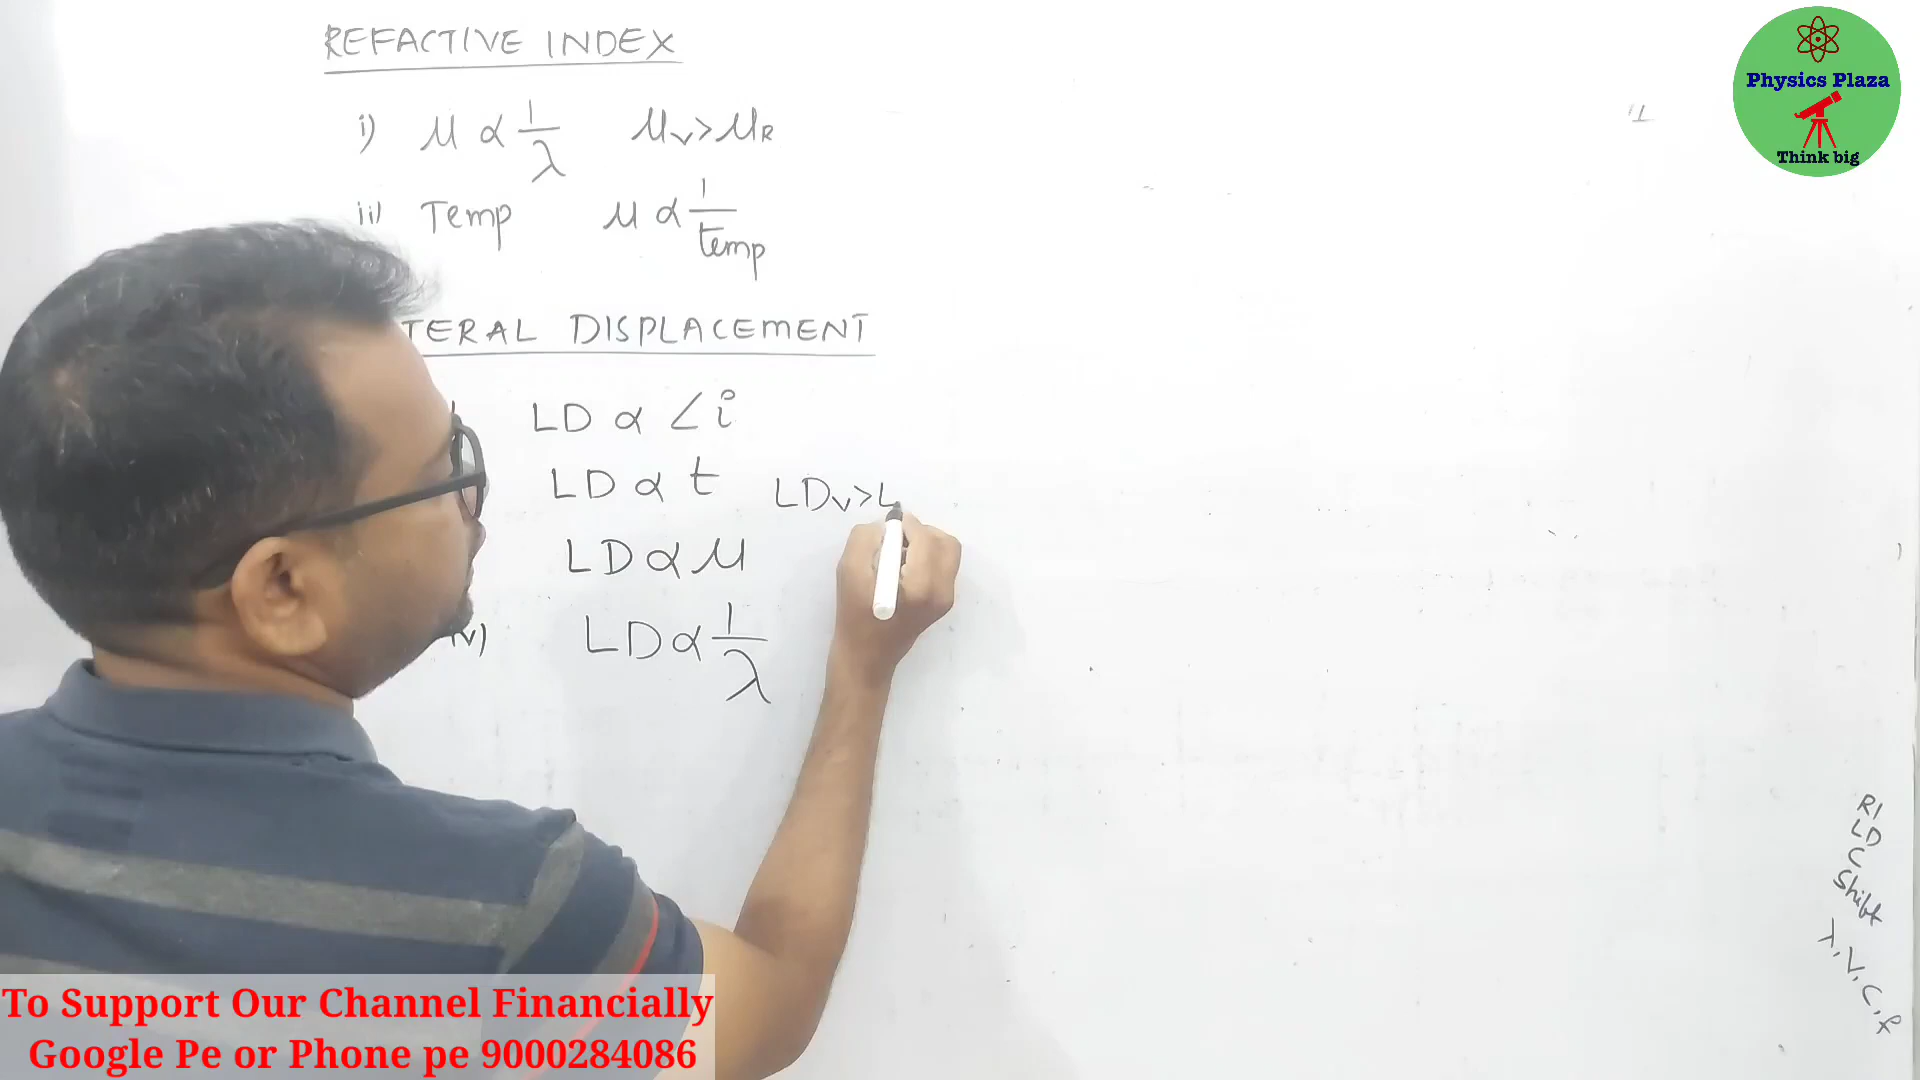 REFACTIVE INDEX
i) μ ∝ 1/λ μV > μR
ii) Temp μ ∝ 1/temp
TERAL DISPLACEMENT
LD ∝ ∠i
LD ∝ t LDV > L
LD ∝ μ
iv) LD ∝ 1/λ
Physics Plaza
Think big
RI
LD
C
Shift
λ, V, C, f
To Support Our Channel Financially
Google Pe or Phone pe 9000284086